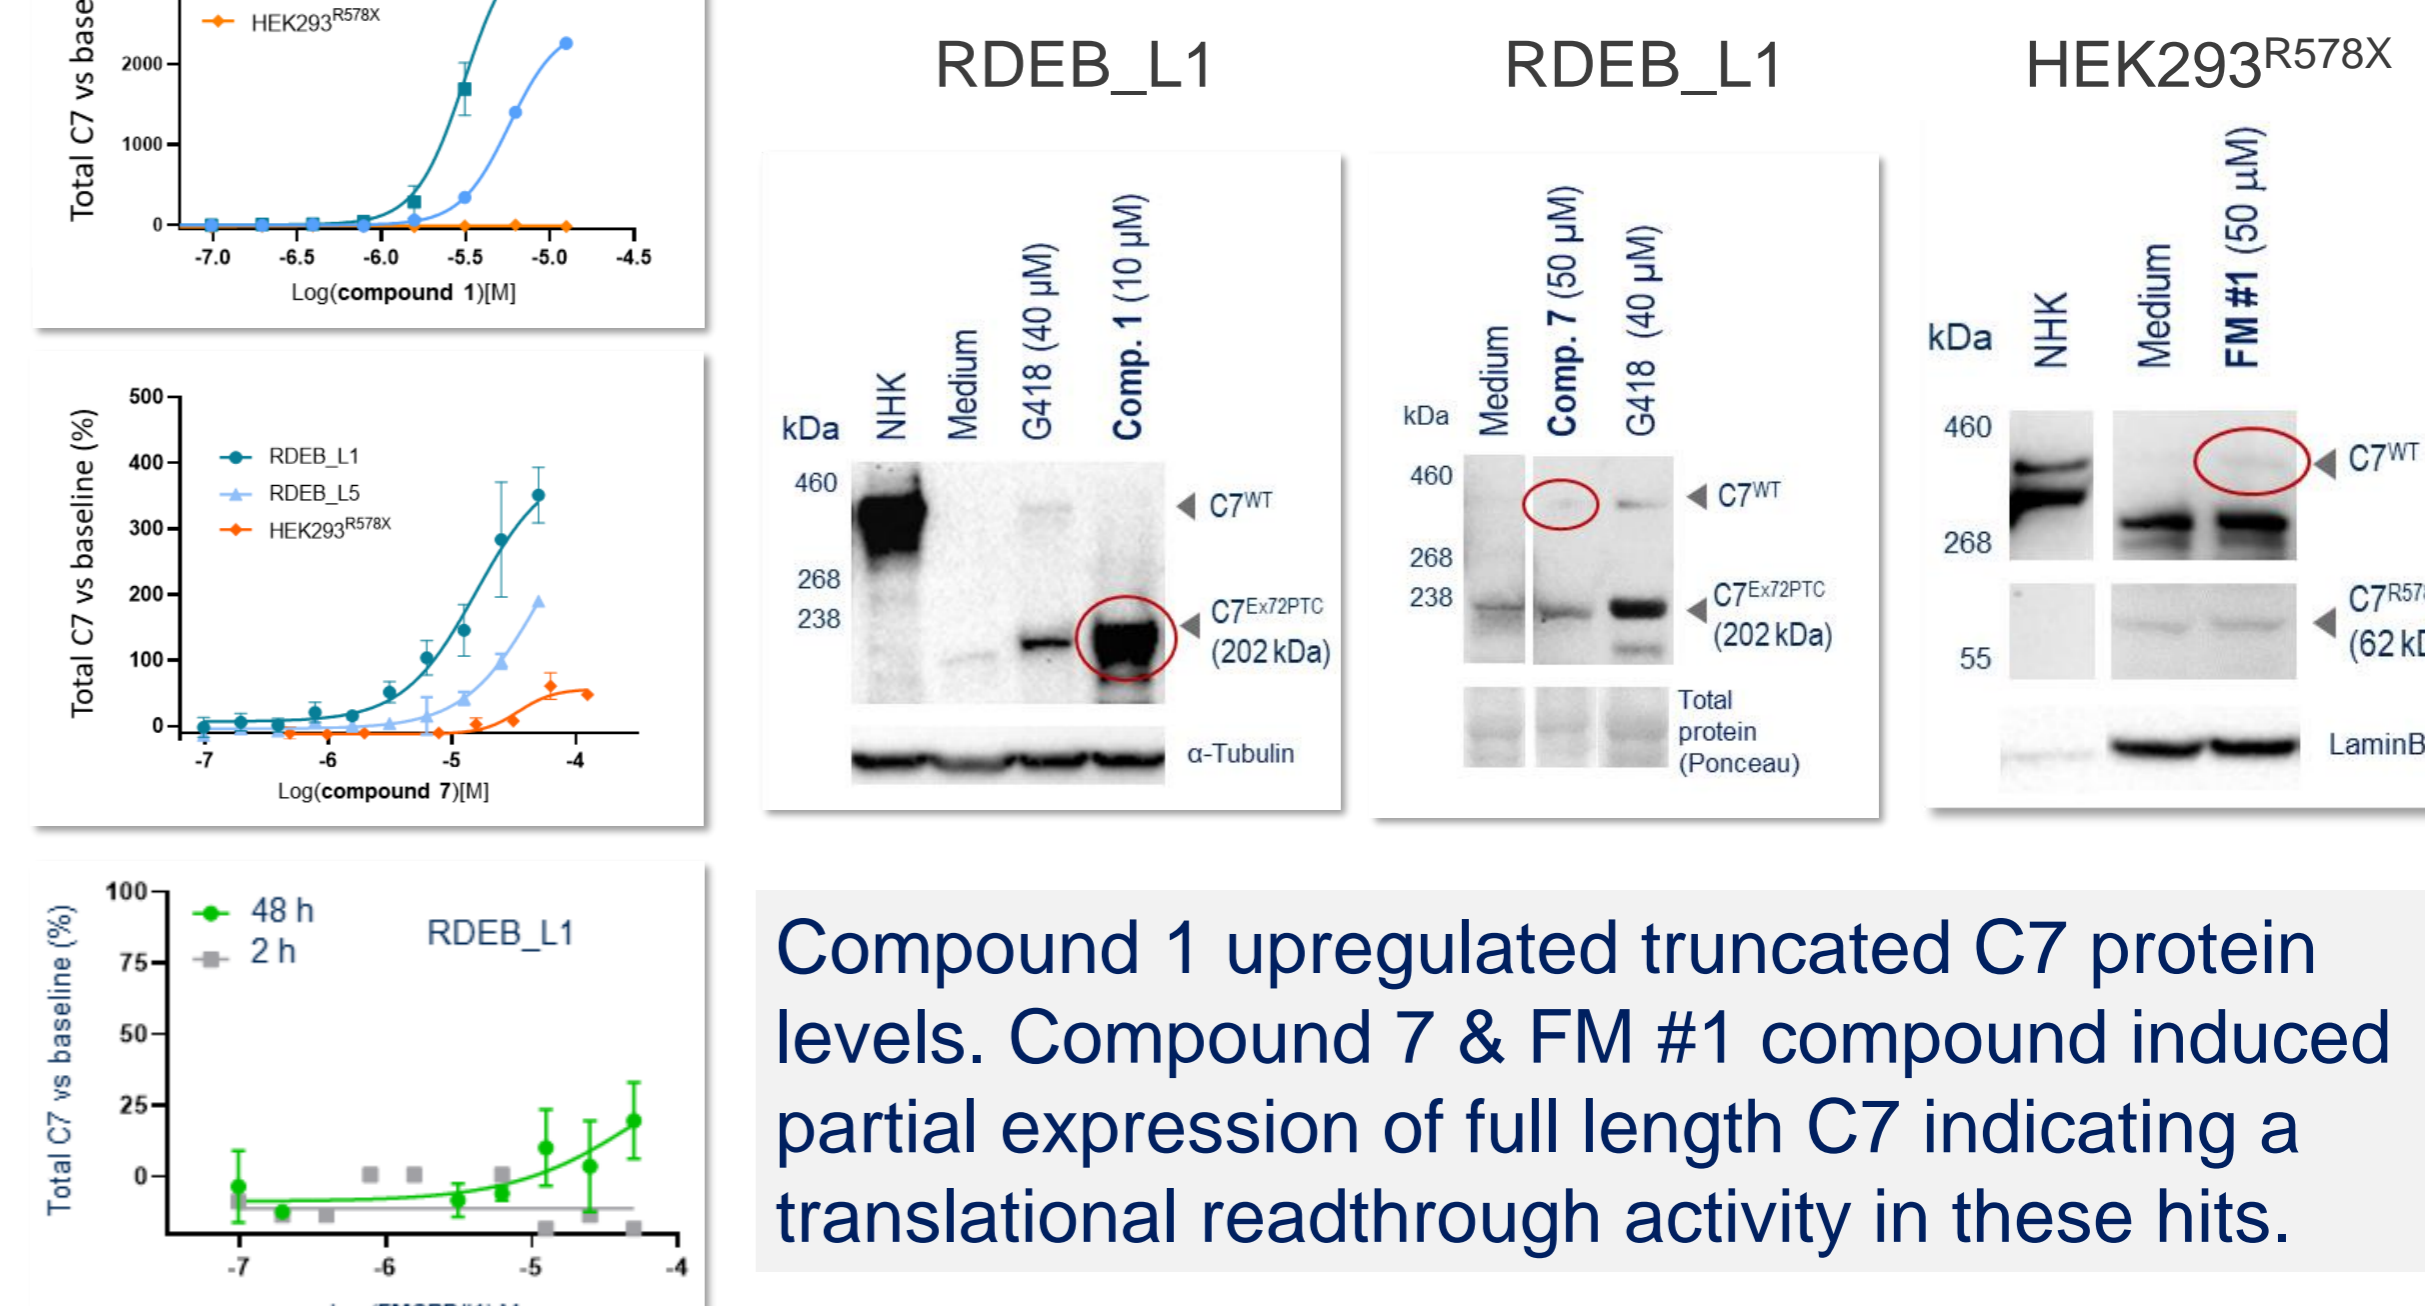 Total C7 vs base
HEK293R578X
2000
1000
0
-7.0 -6.5 -6.0 -5.5 -5.0 -4.5
Log(compound 1)[M]
Total C7 vs baseline (%)
500
400
300
200
100
0
RDEB_L1
RDEB_L5
HEK293R578X
-7 -6 -5 -4
Log(compound 7)[M]
Total C7 vs baseline (%)
100
75
50
25
0
48 h
2 h
RDEB_L1
-7 -6 -5 -4
RDEB_L1
kDa
NHK
Medium
G418 (40 µM)
Comp. 1 (10 µM)
460
268
238
C7WT
C7Ex72PTC
(202 kDa)
α-Tubulin
RDEB_L1
kDa
Medium
Comp. 7 (50 µM)
G418 (40 µM)
460
268
238
C7WT
C7Ex72PTC
(202 kDa)
Total
protein
(Ponceau)
HEK293R578X
kDa
NHK
Medium
FM #1 (50 µM)
460
268
55
C7WT
C7R57
(62 k
LaminB
Compound 1 upregulated truncated C7 protein
levels. Compound 7 & FM #1 compound induced
partial expression of full length C7 indicating a
translational readthrough activity in these hits.